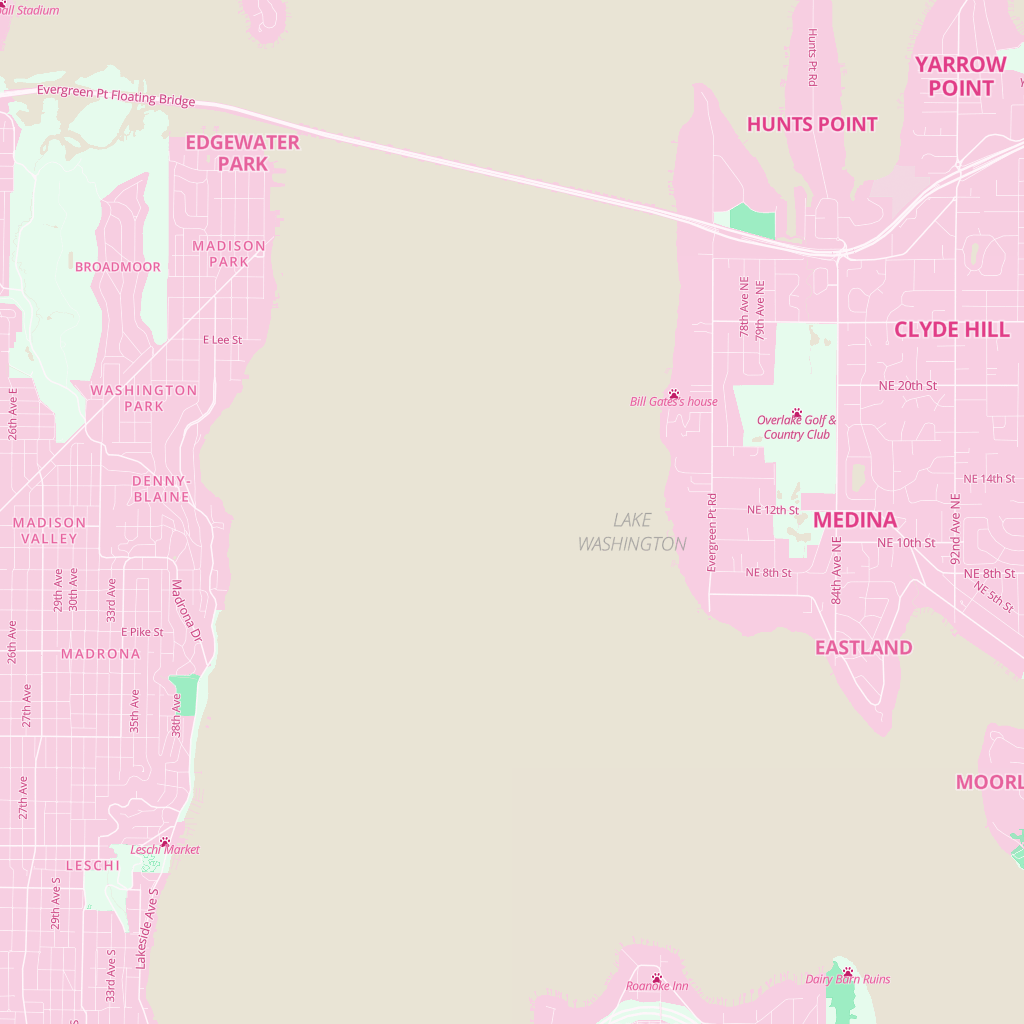 all Stadium
Evergreen Pt Floating Bridge
Hunts Pt Rd
YARROW
POINT
HUNTS POINT
EDGEWATER
PARK
MADISON
PARK
BROADMOOR
78th Ave NE
79th Ave NE
E Lee St
CLYDE HILL
NE 20th St
WASHINGTON
PARK
26th Ave E
Bill Gates's house
Overlake Golf &
Country Club
DENNY-
BLAINE
NE 14th St
MADISON
VALLEY
LAKE
WASHINGTON
Evergreen Pt Rd
NE 12th St
MEDINA
92nd Ave NE
NE 10th St
84th Ave NE
NE 8th St
NE 8th St
NE 5th St
29th Ave
30th Ave
33rd Ave
Madrona Dr
E Pike St
26th Ave
MADRONA
EASTLAND
27th Ave
35th Ave
38th Ave
27th Ave
MOORL
Leschi Market
LESCHI
29th Ave S
Lakeside Ave S
33rd Ave S
Roanoke Inn
Dairy Barn Ruins